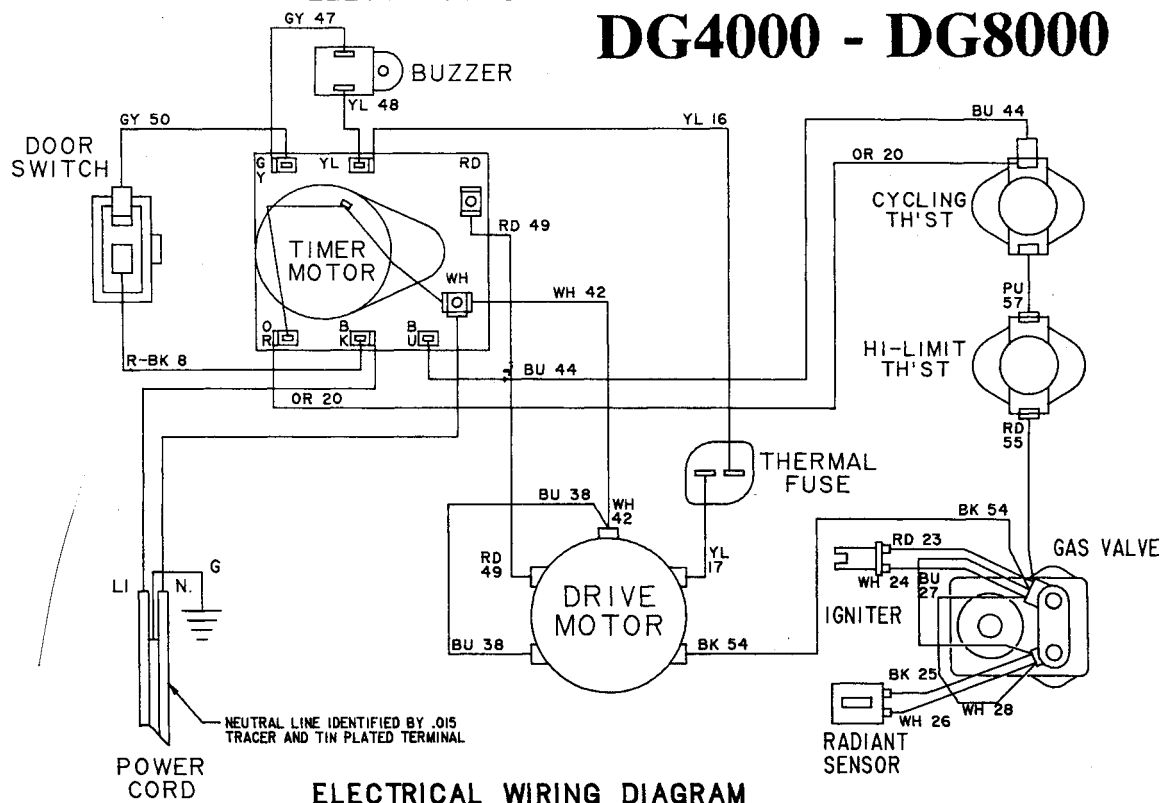 DG4000 - DG8000
GY 47
BUZZER
YL 48
GY 50
YL 16
BU 44
OR 20
DOOR
SWITCH
G
Y
YL
RD
CYCLING
TH'ST
RD 49
TIMER
MOTOR
WH
WH 42
PU
57
O
R
B
K
B
U
HI-LIMIT
TH'ST
R-BK 8
BU 44
OR 20
RD
55
THERMAL
FUSE
BU 38
WH
42
BK 54
RD 23
GAS VALVE
RD
49
YL
17
WH 24
BU
27
G
LI
N.
DRIVE
MOTOR
IGNITER
BU 38
BK 54
BK 25
WH 28
WH 26
NEUTRAL LINE IDENTIFIED BY .015
TRACER AND TIN PLATED TERMINAL
RADIANT
SENSOR
POWER
CORD
ELECTRICAL WIRING DIAGRAM